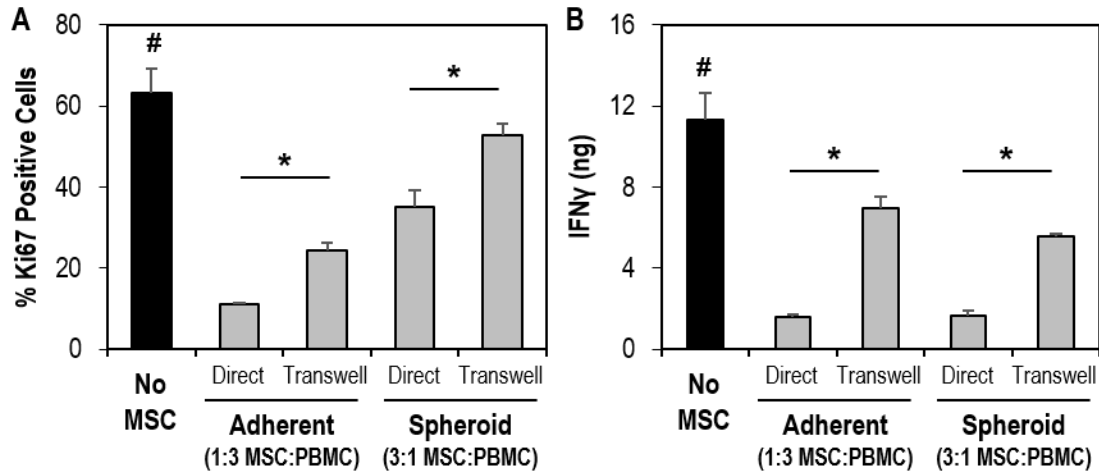 A
% Ki67 Positive Cells
80
60
40
20
0
#
*
*
No
MSC
Direct Transwell
Direct Transwell
Adherent
(1:3 MSC:PBMC)
Spheroid
(3:1 MSC:PBMC)
B
IFNγ (ng)
16
12
8
4
0
#
*
*
No
MSC
Direct Transwell
Direct Transwell
Adherent
(1:3 MSC:PBMC)
Spheroid
(3:1 MSC:PBMC)